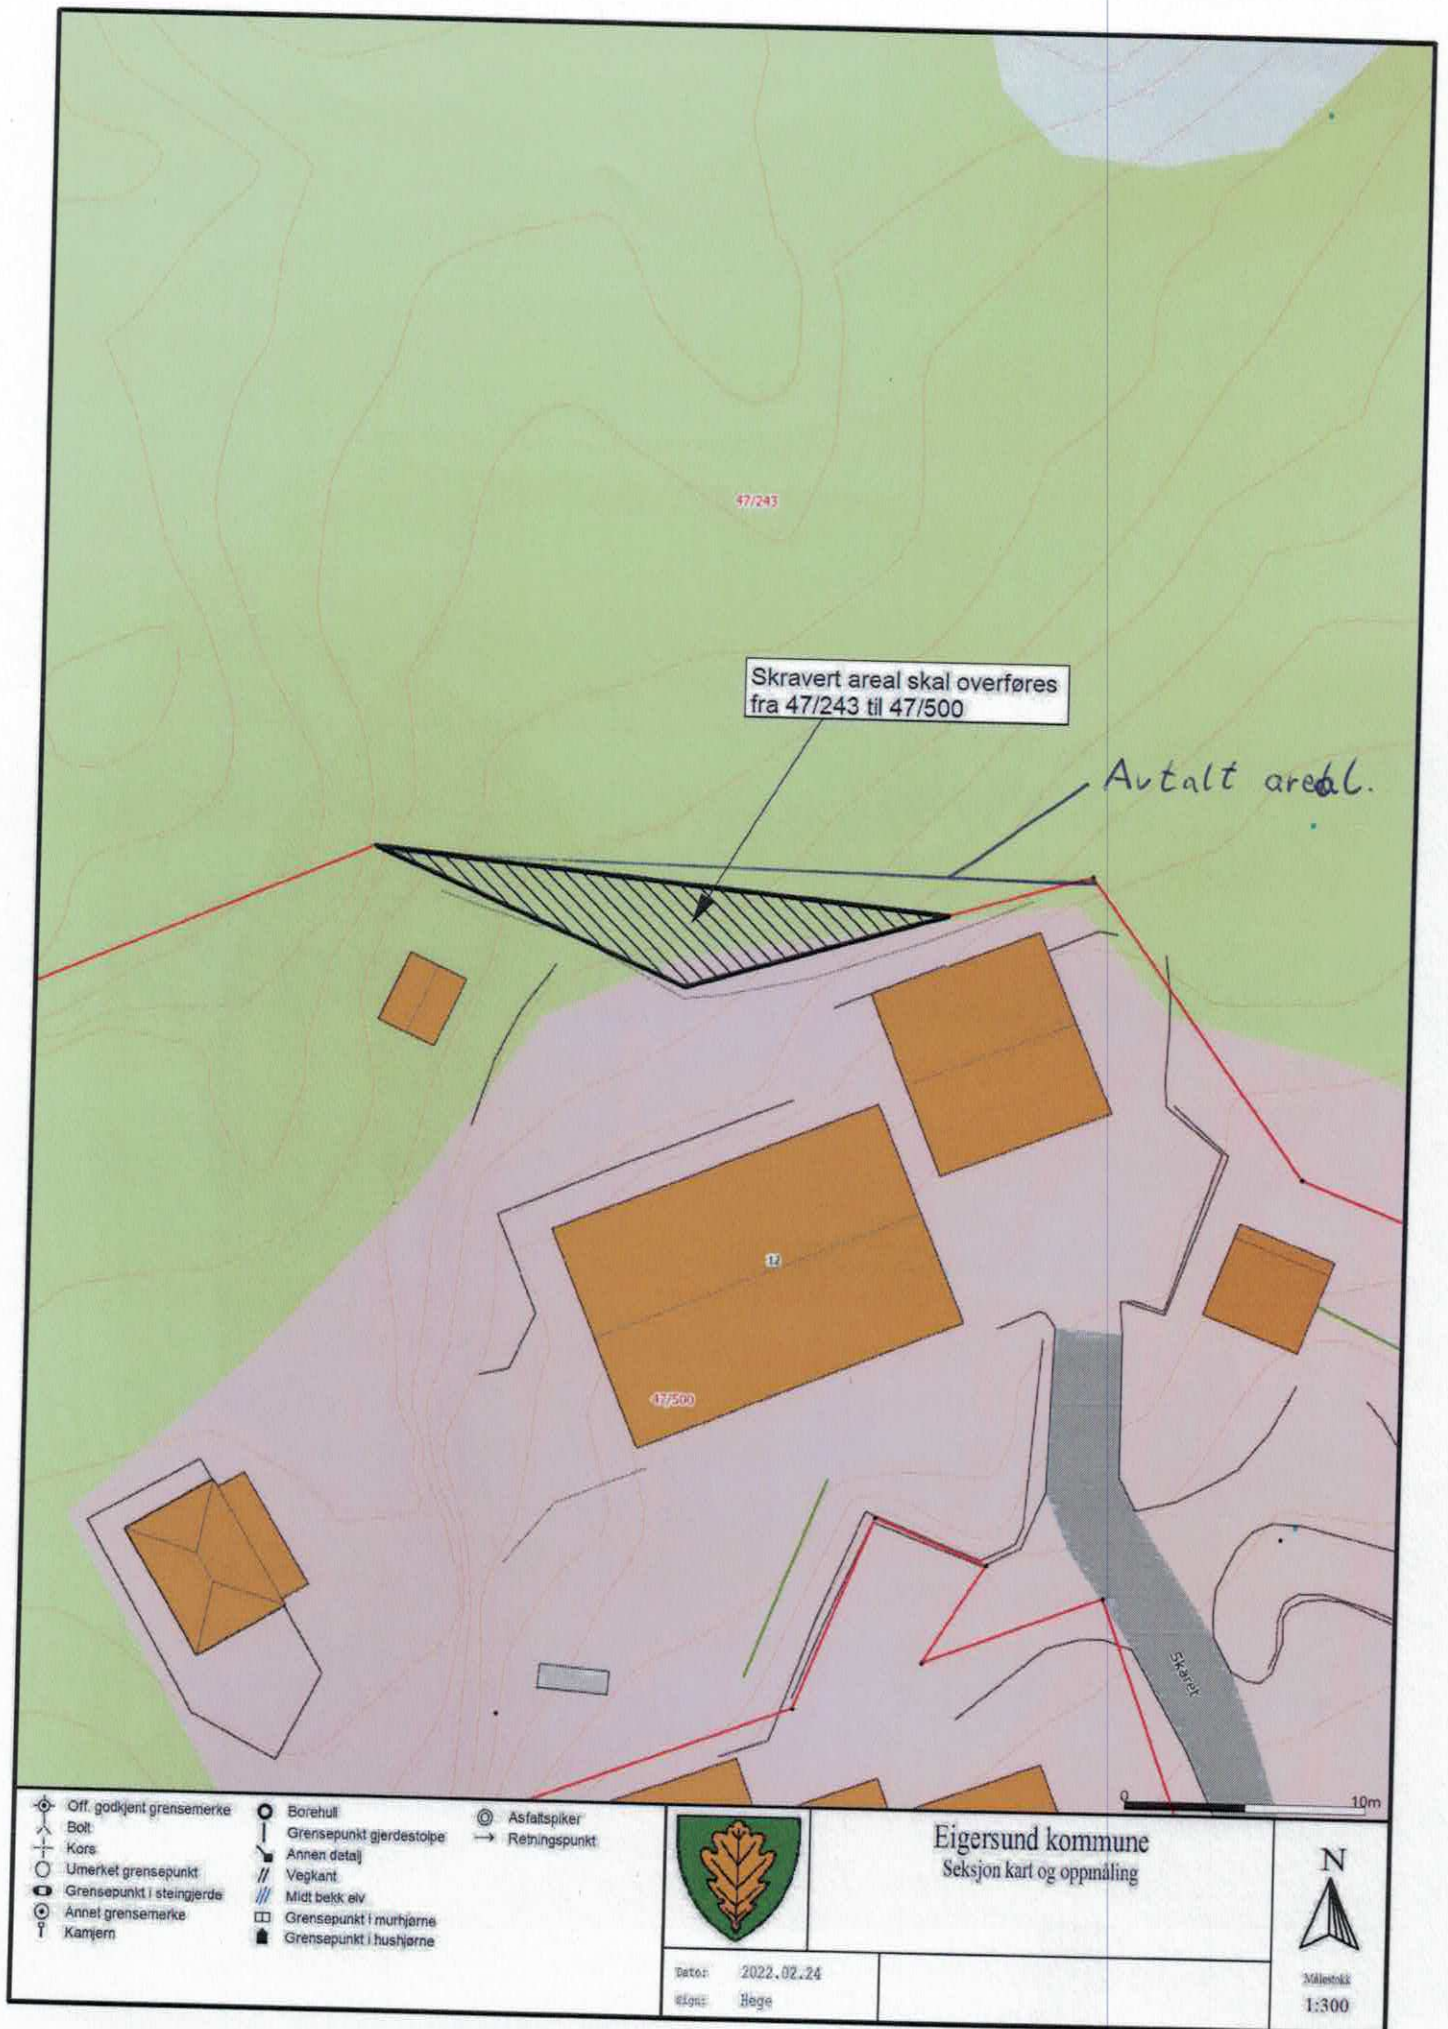 47/243
Skravert areal skal overføres
fra 47/243 til 47/500
Avtalt areal.
12
47/500
Skaret
0 10m
Off. godkjent grensemerke
Bolt
Kors
Umerket grensepunkt
Grensepunkt i steingjerde
Annet grensemerke
Kamjern
Borehull
Grensepunkt gjerdestolpe
Annen detalj
Vegkant
Midt bekk elv
Grensepunkt i murhjørne
Grensepunkt i hushjørne
Asfaltspiker
Retningspunkt
Eigersund kommune
Seksjon kart og oppmåling
Dato: 2022.02.24
Sign: Hege
N
Målestokk
1:300